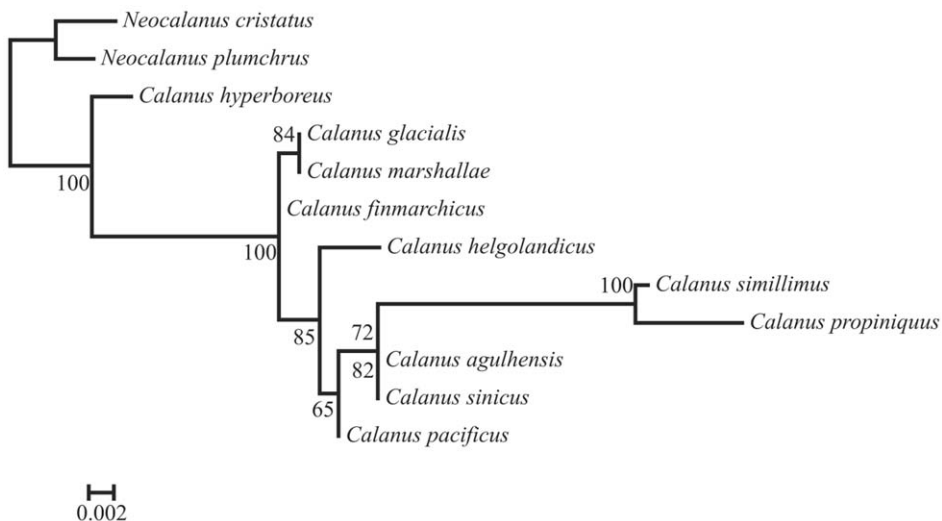 Neocalanus cristatus
Neocalanus plumchrus
Calanus hyperboreus
84 Calanus glacialis
Calanus marshallae
100
Calanus finmarchicus
100
Calanus helgolandicus
100 Calanus simillimus
Calanus propiniquus
85
72
Calanus agulhensis
82
Calanus sinicus
65
Calanus pacificus
0.002